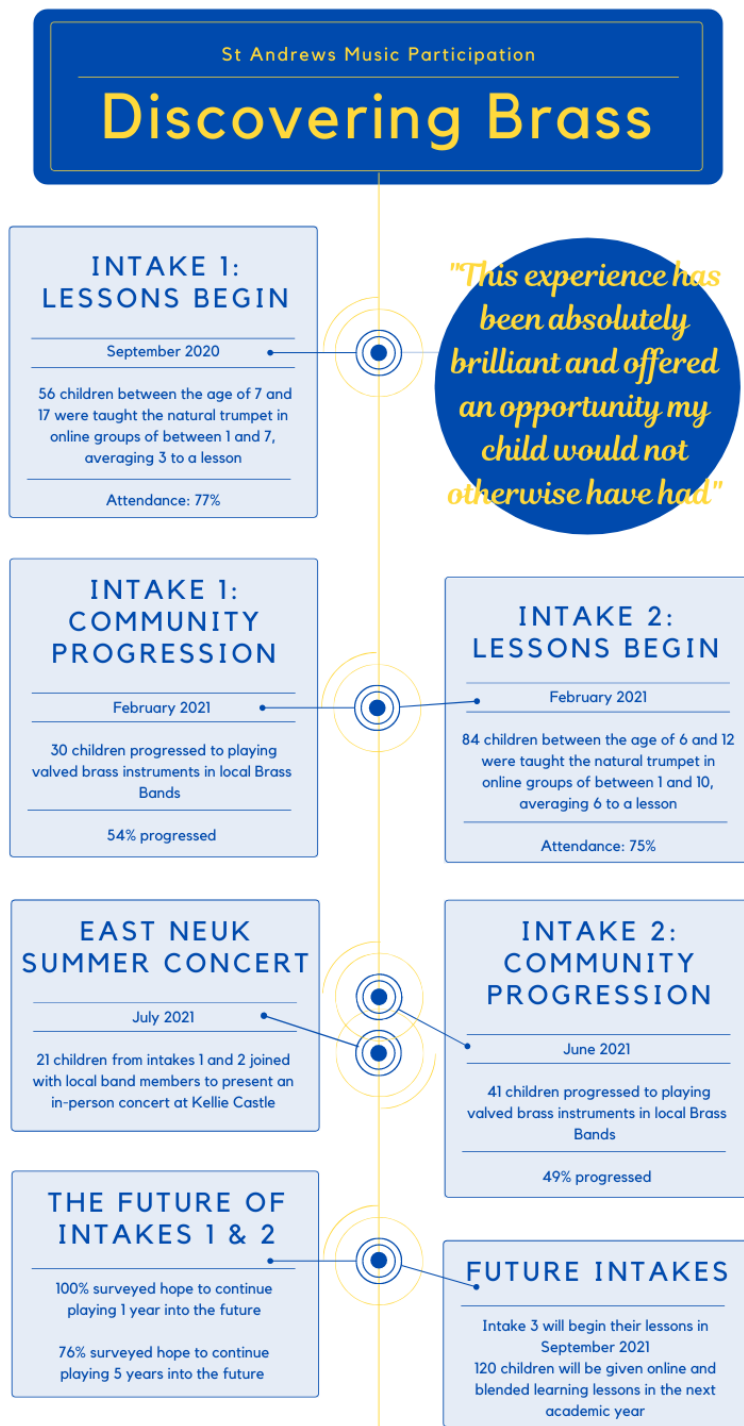 St Andrews Music Participation
Discovering Brass
INTAKE 1:
LESSONS BEGIN
September 2020
56 children between the age of 7 and
17 were taught the natural trumpet in
online groups of between 1 and 7,
averaging 3 to a lesson
Attendance: 77%
"This experience has
been absolutely
brilliant and offered
an opportunity my
child would not
otherwise have had"
INTAKE 1:
COMMUNITY
PROGRESSION
February 2021
30 children progressed to playing
valved brass instruments in local Brass
Bands
54% progressed
INTAKE 2:
LESSONS BEGIN
February 2021
84 children between the age of 6 and 12
were taught the natural trumpet in
online groups of between 1 and 10,
averaging 6 to a lesson
Attendance: 75%
EAST NEUK
SUMMER CONCERT
July 2021
21 children from intakes 1 and 2 joined
with local band members to present an
in-person concert at Kellie Castle
INTAKE 2:
COMMUNITY
PROGRESSION
June 2021
41 children progressed to playing
valved brass instruments in local Brass
Bands
49% progressed
THE FUTURE OF
INTAKES 1 & 2
100% surveyed hope to continue
playing 1 year into the future
76% surveyed hope to continue
playing 5 years into the future
FUTURE INTAKES
Intake 3 will begin their lessons in
September 2021
120 children will be given online and
blended learning lessons in the next
academic year